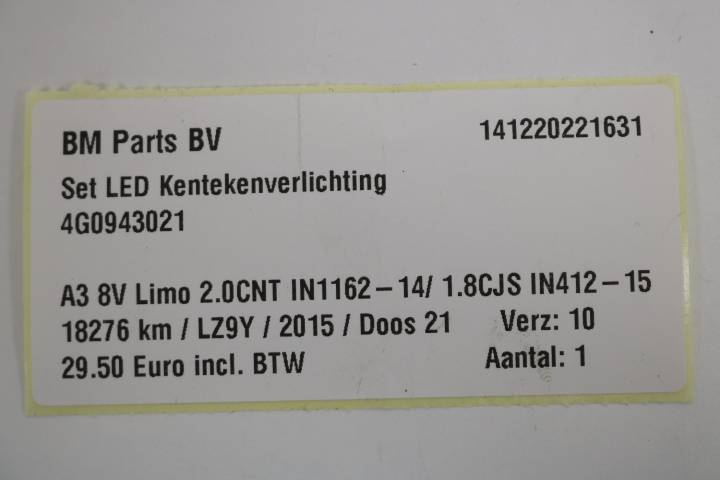 BM Parts BV 141220221631
Set LED Kentekenverlichting
4G0943021
A3 8V Limo 2.0CNT IN1162-14/ 1.8CJS IN412-15
18276 km / LZ9Y / 2015 / Doos 21 Verz: 10
29.50 Euro incl. BTW Aantal: 1